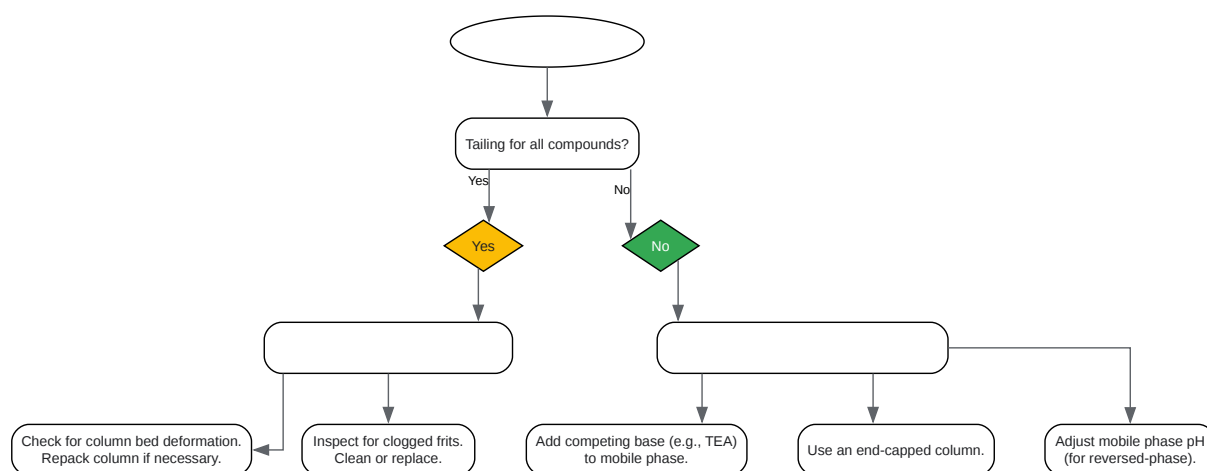 Tailing for all compounds?
Yes
No
Yes
No
Check for column bed deformation.
Repack column if necessary.
Inspect for clogged frits.
Clean or replace.
Add competing base (e.g., TEA)
to mobile phase.
Use an end-capped column.
Adjust mobile phase pH
(for reversed-phase).